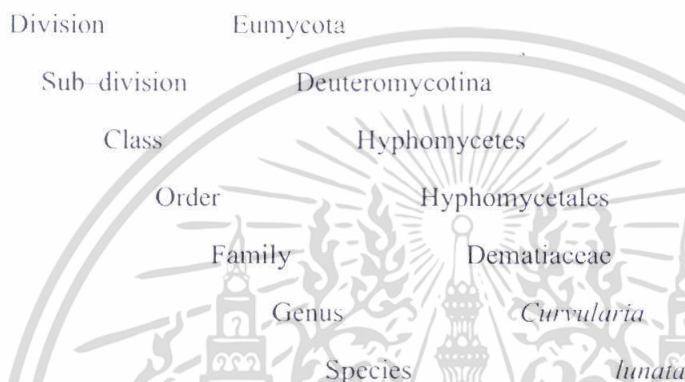 Division Eumycota
Sub-division Deuteromycotina
Class Hyphomycetes
Order Hyphomycetales
Family Dematiaceae
Genus Curvularia
Species lunata